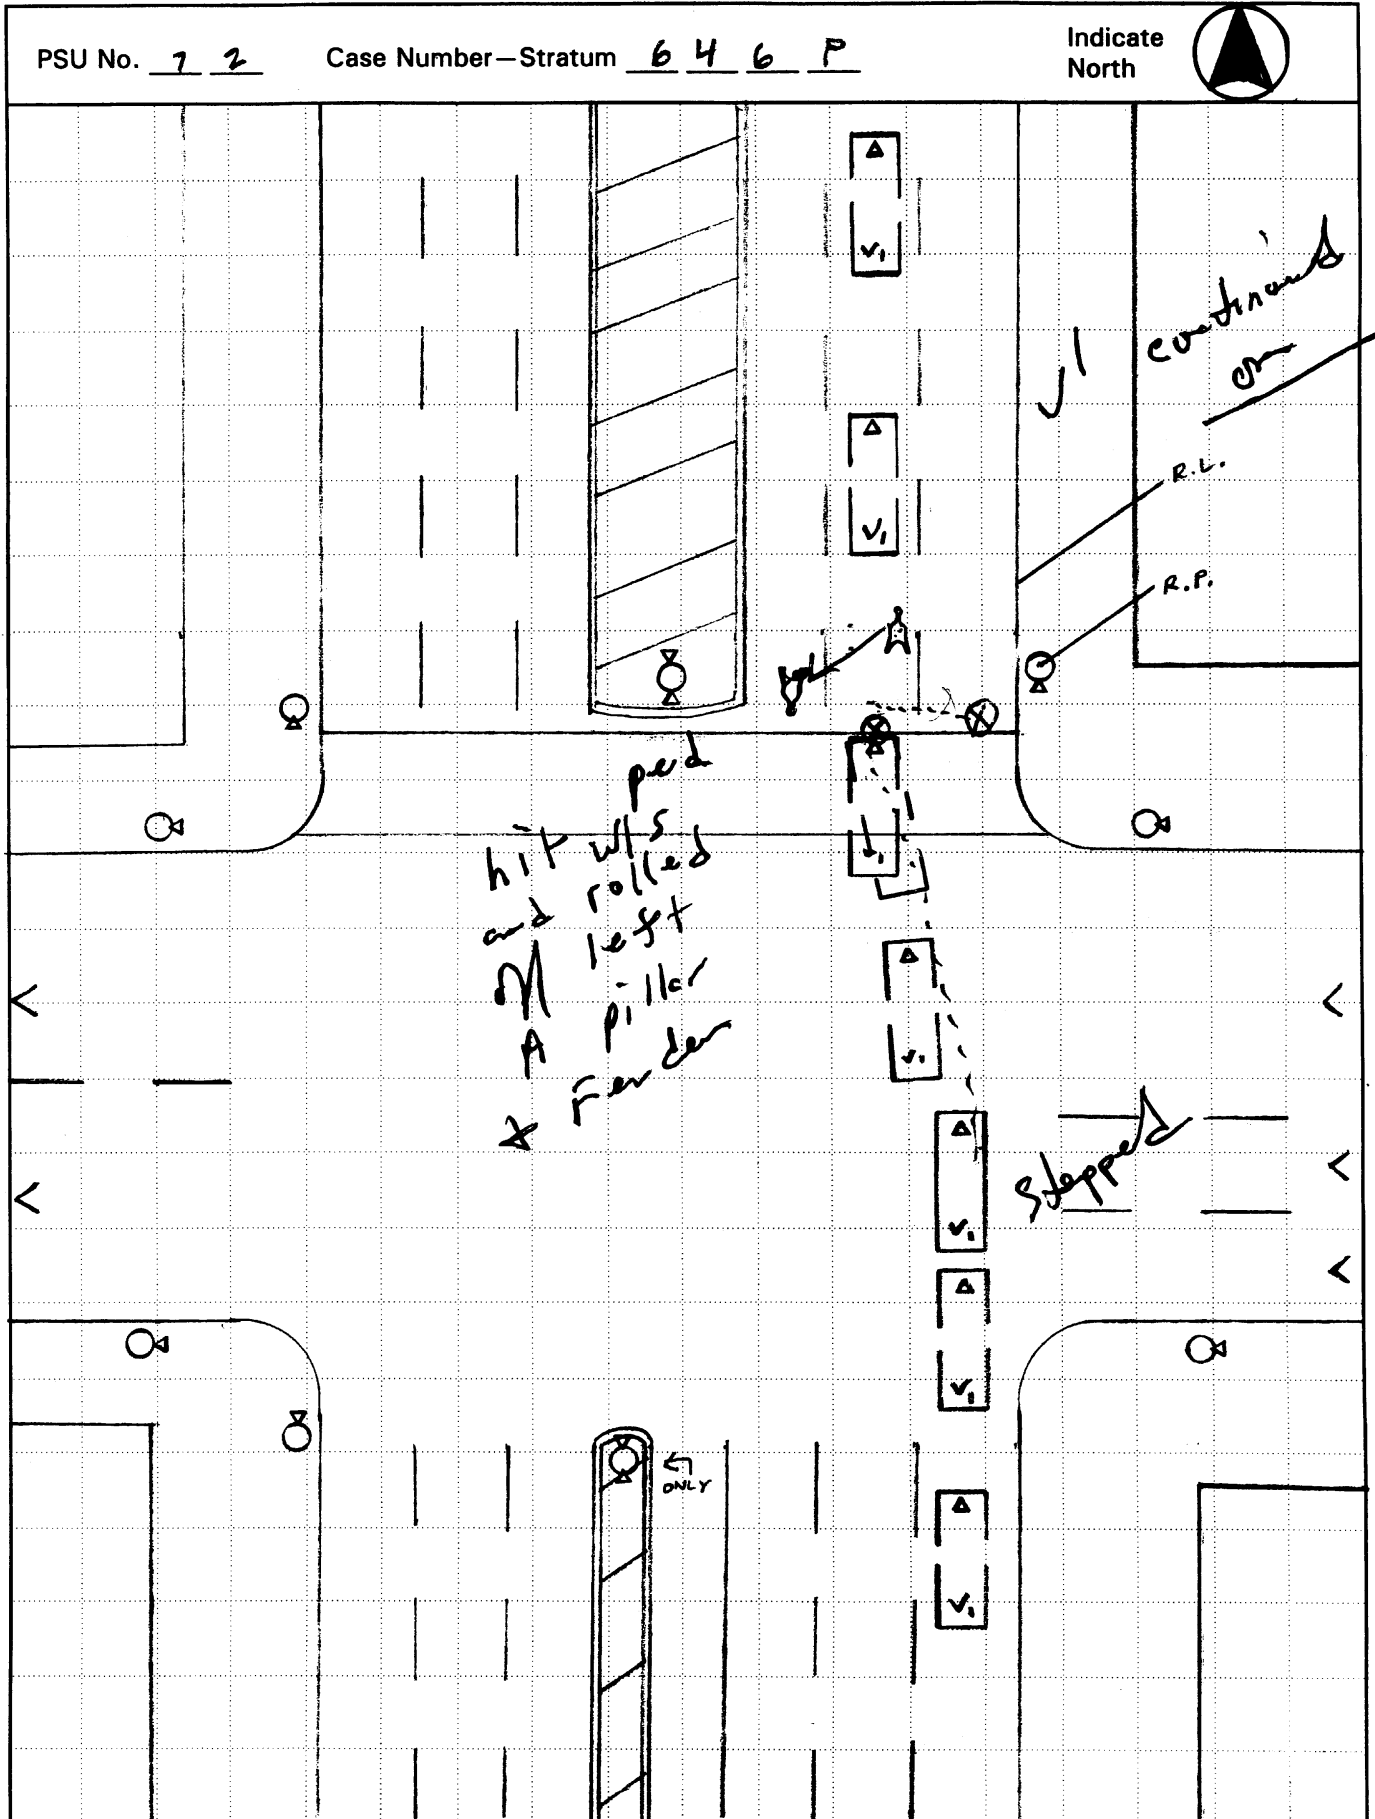 PSU No. 7 2 Case Number—Stratum 6 4 6 P
Indicate
North
V1
continued
on
V1
R.L.
V1
R.P.
ped
hit w/s
and rolled
off left
A pillar
& Fender
V1
V1
stepped
V1
V1
ONLY
V1